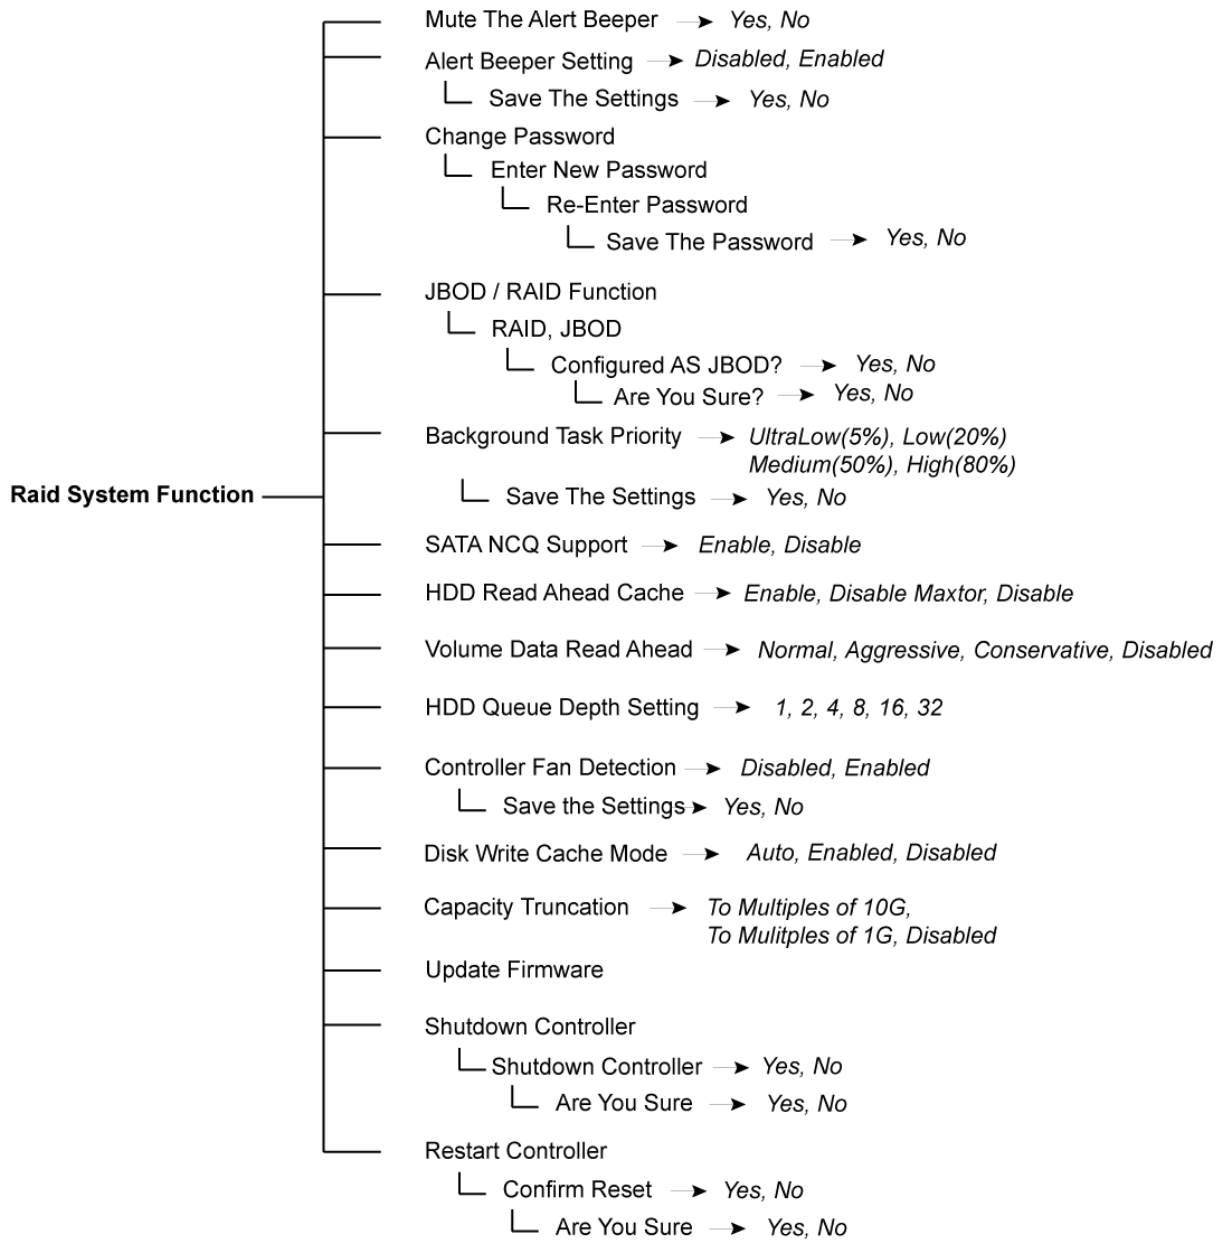 Mute The Alert Beeper Yes, No
Alert Beeper Setting Disabled, Enabled
Save The Settings Yes, No
Change Password
Enter New Password
Re-Enter Password
Save The Password Yes, No
JBOD / RAID Function
RAID, JBOD
Configured AS JBOD? Yes, No
Are You Sure? Yes, No
Background Task Priority UltraLow(5%), Low(20%)
Medium(50%), High(80%)
Raid System Function
Save The Settings Yes, No
SATA NCQ Support Enable, Disable
HDD Read Ahead Cache Enable, Disable Maxtor, Disable
Volume Data Read Ahead Normal, Aggressive, Conservative, Disabled
HDD Queue Depth Setting 1, 2, 4, 8, 16, 32
Controller Fan Detection Disabled, Enabled
Save the Settings Yes, No
Disk Write Cache Mode Auto, Enabled, Disabled
Capacity Truncation To Multiples of 10G,
To Mulitples of 1G, Disabled
Update Firmware
Shutdown Controller
Shutdown Controller Yes, No
Are You Sure Yes, No
Restart Controller
Confirm Reset Yes, No
Are You Sure Yes, No